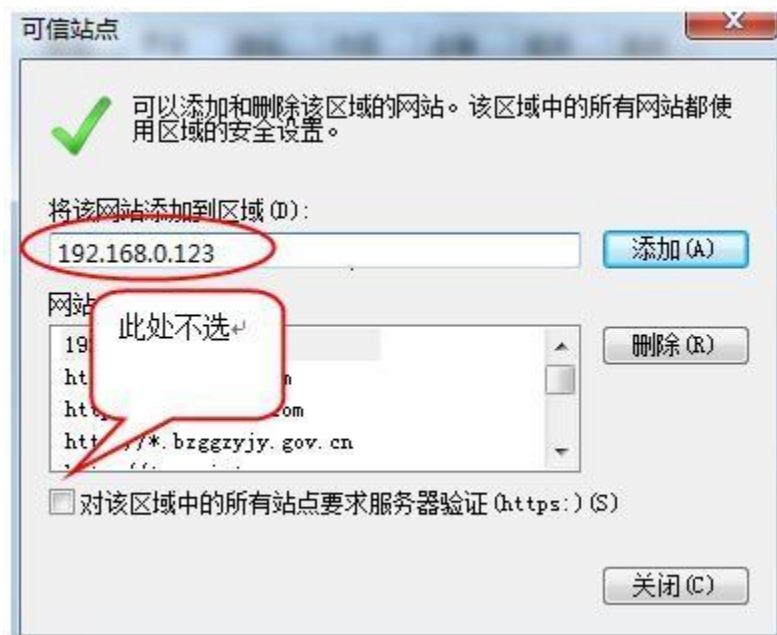 可信站点
可以添加和删除该区域的网站。该区域中的所有网站都使
用区域的安全设置。
将该网站添加到区域(D):
192.168.0.123
添加(A)
网站
此处不选
删除(R)
//*.bzggzyjy.gov.cn
对该区域中的所有站点要求服务器验证(https:)(S)
关闭(C)